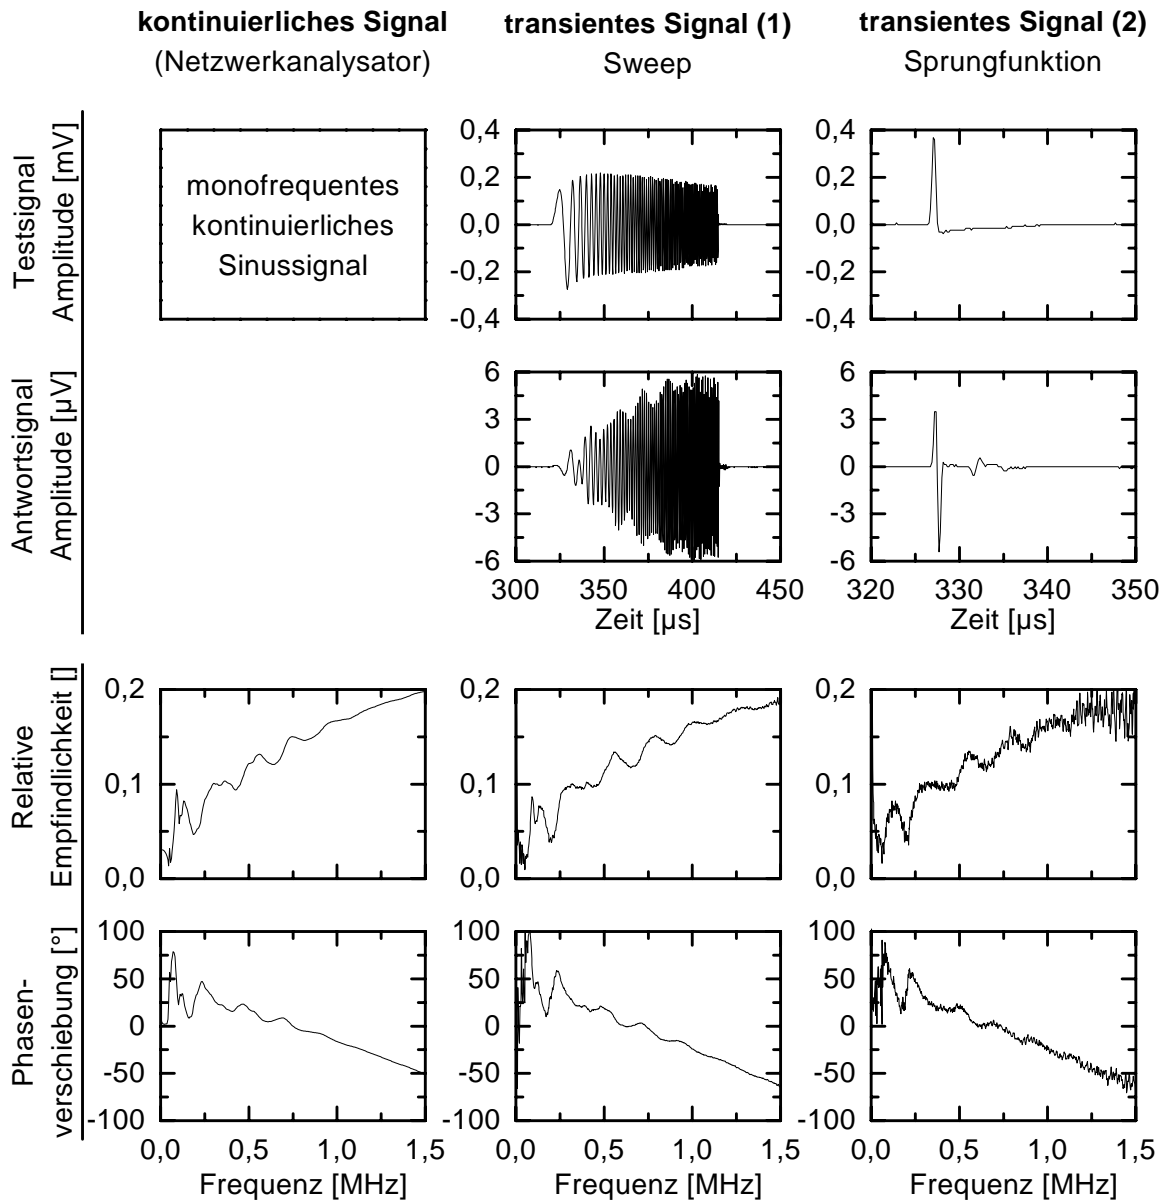 kontinuierliches Signal
(Netzwerkanalysator)
transientes Signal (1)
Sweep
transientes Signal (2)
Sprungfunktion
Testsignal
Amplitude [mV]
monofrequentes
kontinuierliches
Sinussignal
0,4
0,2
0,0
-0,2
-0,4
0,4
0,2
0,0
-0,2
-0,4
Antwortsignal
Amplitude [µV]
6
3
0
-3
-6
300 350 400 450
Zeit [µs]
6
3
0
-3
-6
320 330 340 350
Zeit [µs]
Relative
Empfindlichkeit []
0,2
0,1
0,0
0,2
0,1
0,0
0,2
0,1
0,0
Phasen-
verschiebung [°]
100
50
0
-50
-100
0,0 0,5 1,0 1,5
Frequenz [MHz]
100
50
0
-50
-100
0,0 0,5 1,0 1,5
Frequenz [MHz]
100
50
0
-50
-100
0,0 0,5 1,0 1,5
Frequenz [MHz]